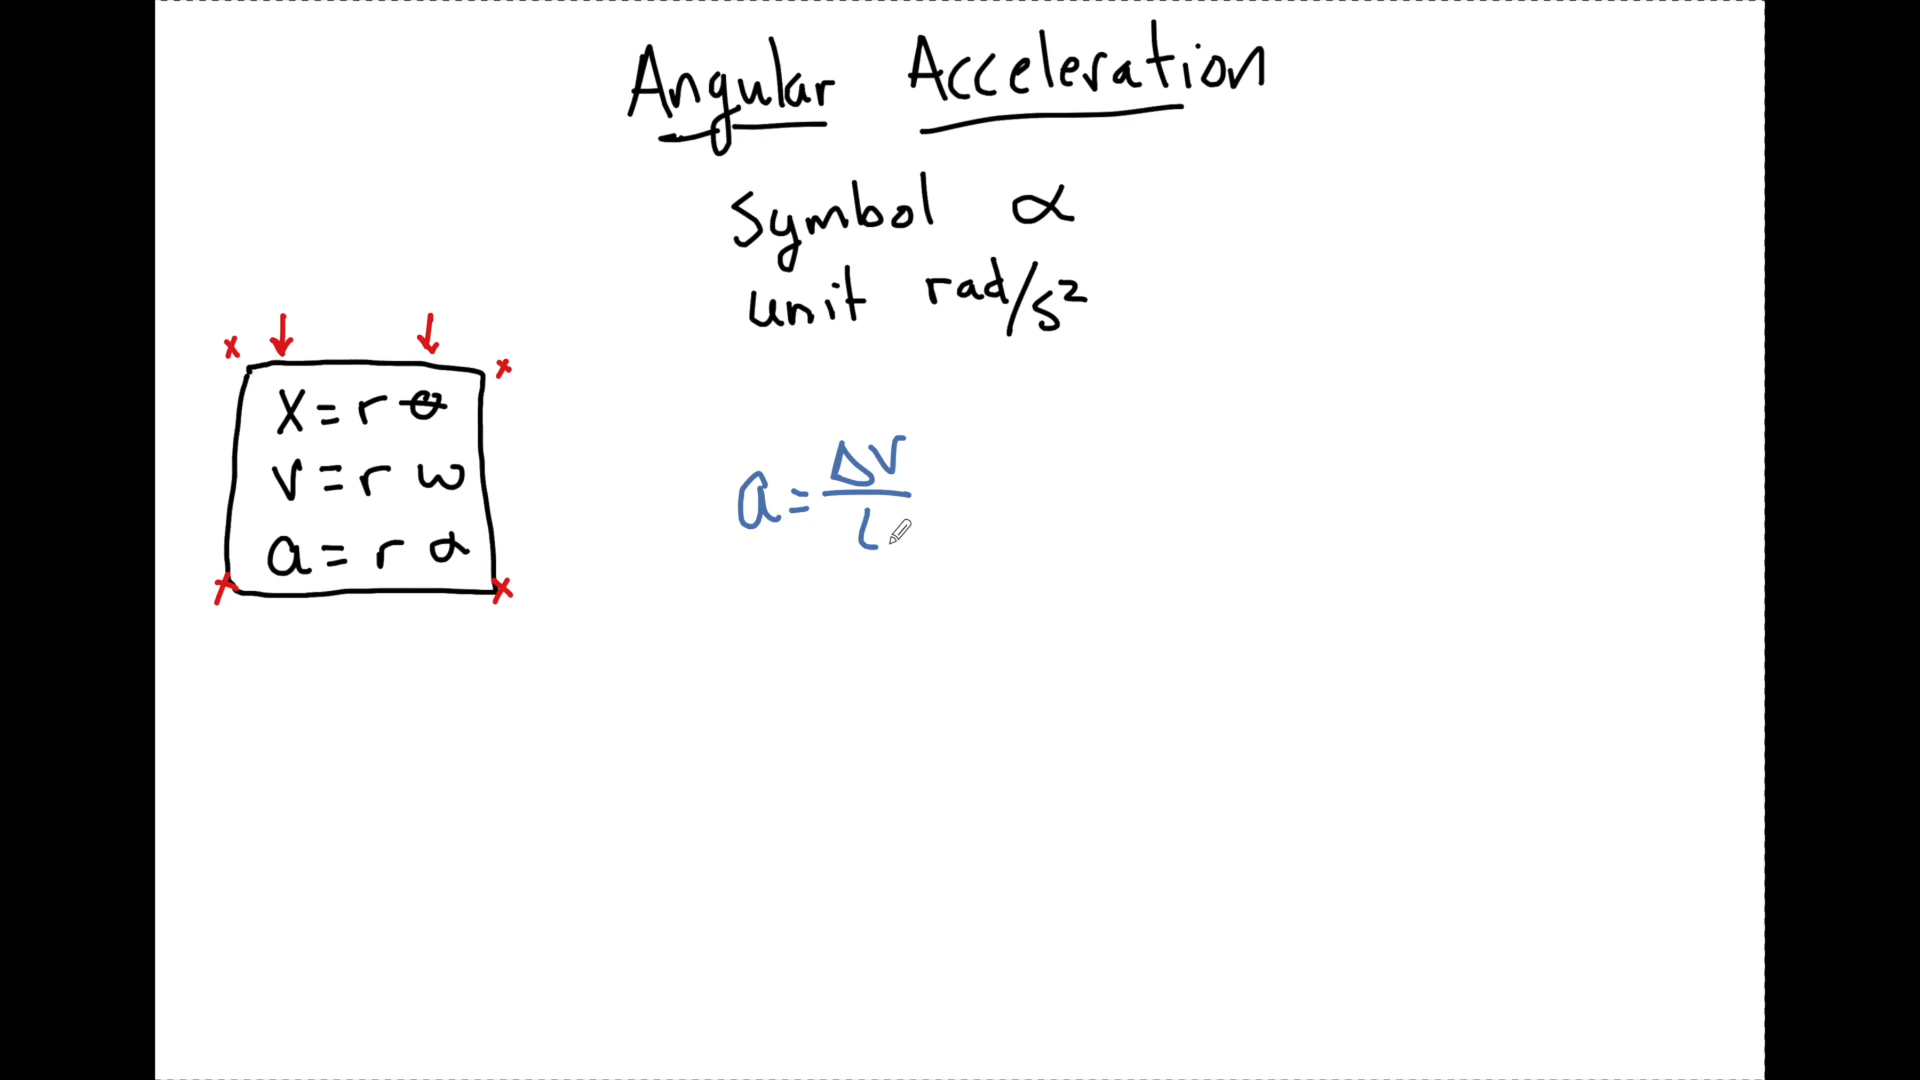 Angular Acceleration
Symbol α
unit rad/s²
x = r θ
v = r ω
a = r α
a = ΔV